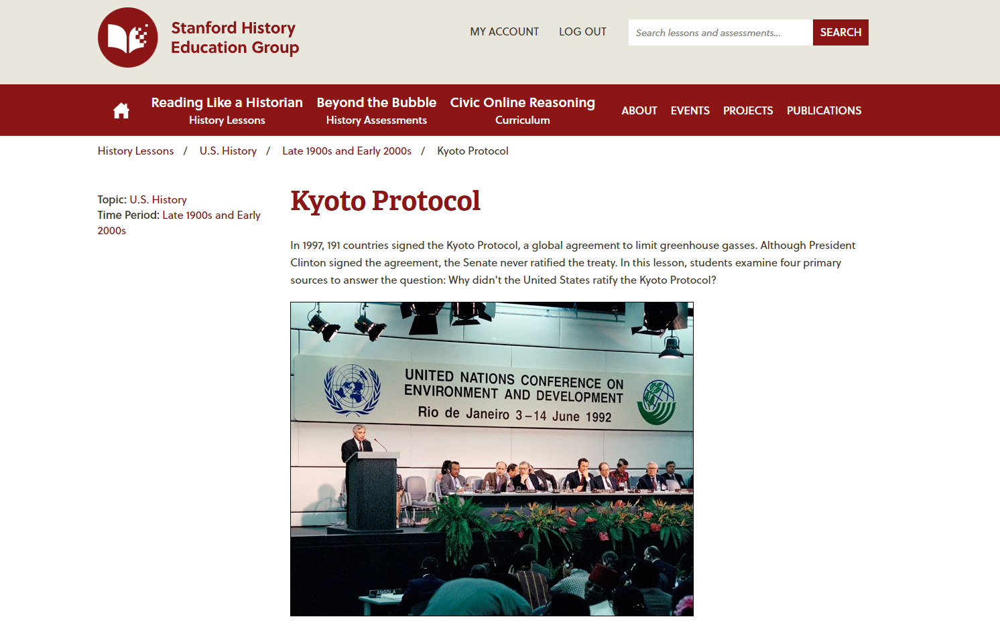 Stanford History
Education Group
MY ACCOUNT
LOG OUT
Search lessons and assessments...
SEARCH
Reading Like a Historian
History Lessons
Beyond the Bubble
History Assessments
Civic Online Reasoning
Curriculum
ABOUT
EVENTS
PROJECTS
PUBLICATIONS
History Lessons / U.S. History / Late 1900s and Early 2000s / Kyoto Protocol
Topic: U.S. History
Time Period: Late 1900s and Early
2000s
Kyoto Protocol
In 1997, 191 countries signed the Kyoto Protocol, a global agreement to limit greenhouse gasses. Although President
Clinton signed the agreement, the Senate never ratified the treaty. In this lesson, students examine four primary
sources to answer the question: Why didn't the United States ratify the Kyoto Protocol?
UNITED NATIONS CONFERENCE ON
ENVIRONMENT AND DEVELOPMENT
Rio de Janeiro 3–14 June 1992
PRESIDENT
ANGOLA